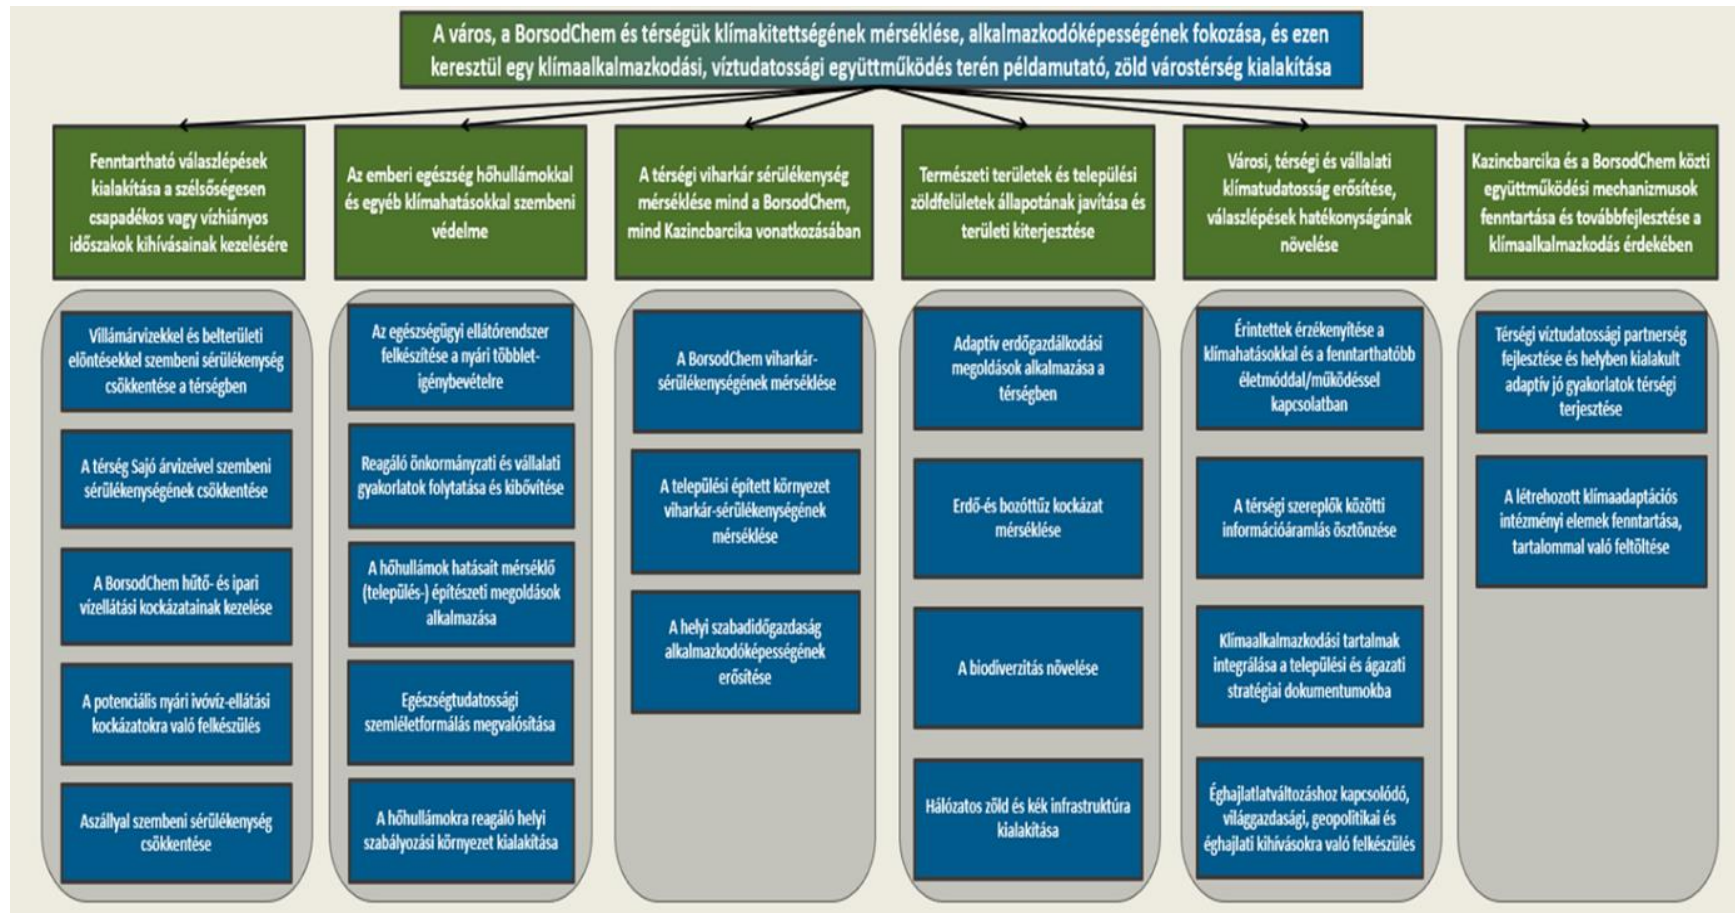 A város, a BorsodChem és térségük klímakitettségének mérséklése, alkalmazkodóképességének fokozása, és ezen
keresztül egy klímaalkalmazkodási, víztudatossági együttműködés terén példamutató, zöld várostérség kialakítása
Fenntartható válaszlépések
kialakítása a szélsőségesen
csapadékos vagy vízhiányos
időszakok kihívásainak kezelésére
Az emberi egészség hőhullámokkal
és egyéb klímahatásokkal szembeni
védelme
A térségi viharkár sérülékenység
mérséklése mind a BorsodChem,
mind Kazincbarcika vonatkozásában
Természeti területek és települési
zöldfelületek állapotának javítása és
területi kiterjesztése
Városi, térségi és vállalati
klímatudatosság erősítése,
válaszlépések hatékonyságának
növelése
Kazincbarcika és a BorsodChem közti
együttműködési mechanizmusok
fenntartása és továbbfejlesztése a
klímaalkalmazkodás érdekében
Villámárvizekkel és belterületi
elöntésekkel szembeni sérülékenység
csökkentése a térségben
A térség Sajó árvizeivel szembeni
sérülékenységének csökkentése
A BorsodChem hűtő- és ipari
vízellátási kockázatainak kezelése
A potenciális nyári ivóvíz-ellátási
kockázatokra való felkészülés
Aszállyal szembeni sérülékenység
csökkentése
Az egészségügyi ellátórendszer
felkészítése a nyári többlet-
igénybevételre
Reagáló önkormányzati és vállalati
gyakorlatok folytatása és kibővítése
A hőhullámok hatásait mérséklő
(település-) építészeti megoldások
alkalmazása
Egészségtudatossági
szemléletformálás megvalósítása
A hőhullámokra reagáló helyi
szabályozási környezet kialakítása
A BorsodChem viharkár-
sérülékenységének mérséklése
A települési épített környezet
viharkár-sérülékenységének
mérséklése
A helyi szabadidőgazdaság
alkalmazkodóképességének
erősítése
Adaptív erdőgazdálkodási
megoldások alkalmazása a
térségben
Erdő-és bozóttűz kockázat
mérséklése
A biodiverzitás növelése
Hálózatos zöld és kék infrastruktúra
kialakítása
Érintettek érzékenyítése a
klímahatásokkal és a fenntarthatóbb
életmóddal/működéssel
kapcsolatban
A térségi szereplők közötti
információáramlás ösztönzése
Klímaalkalmazkodási tartalmak
integrálása a települési és ágazati
stratégiai dokumentumokba
Éghajlatlatváltozáshoz kapcsolódó,
világgazdasági, geopolitikai és
éghajlati kihívásokra való felkészülés
Térségi víztudatossági partnerség
fejlesztése és helyben kialakult
adaptív jó gyakorlatok térségi
terjesztése
A létrehozott klímaadaptációs
intézményi elemek fenntartása,
tartalommal való feltöltése